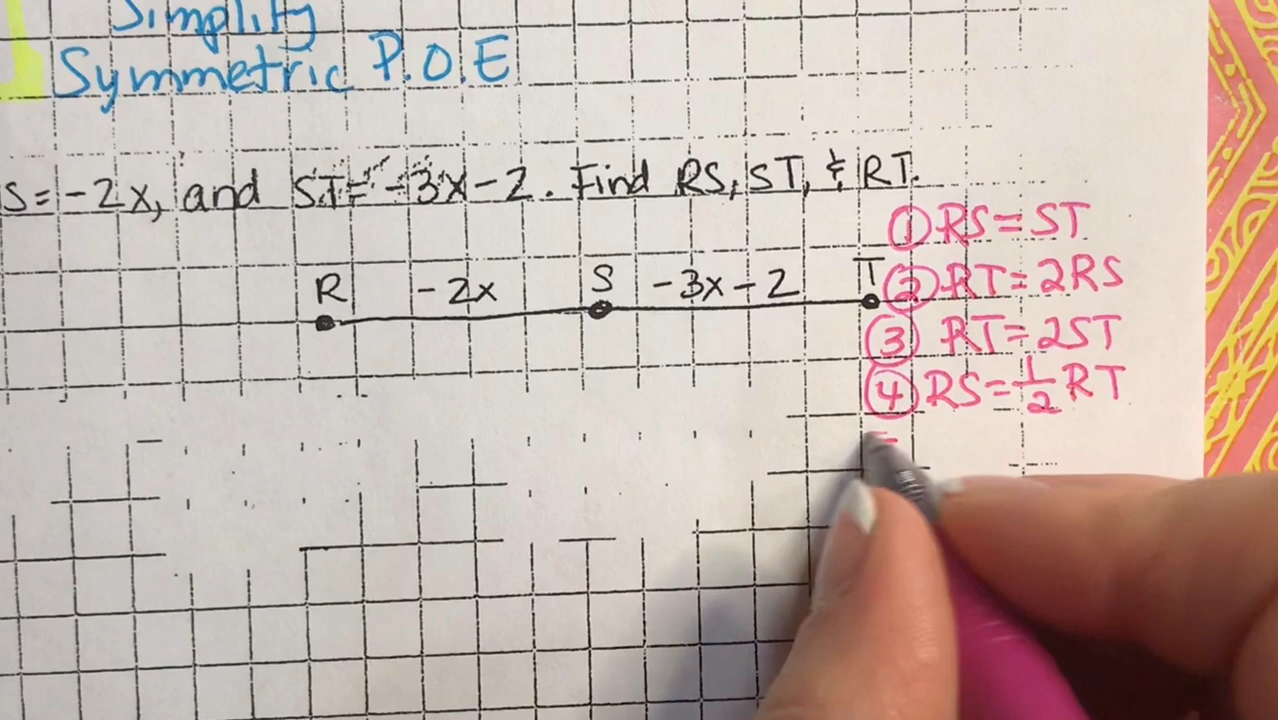 Simplify
Symmetric P.O.E
S=-2x, and ST=-3x-2. Find RS, ST, & RT.
① RS=ST
R -2x S -3x-2 T
② RT=2RS
③ RT=2ST
④ RS=1/2 RT